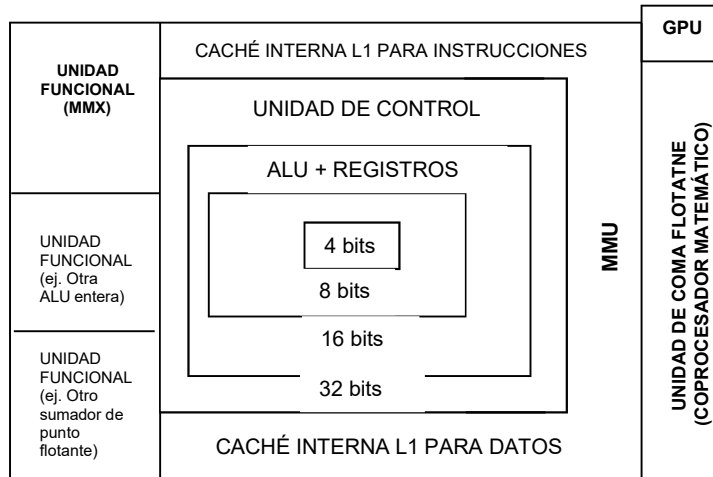 GPU
CACHÉ INTERNA L1 PARA INSTRUCCIONES
UNIDAD
FUNCIONAL
(MMX)
UNIDAD DE CONTROL
ALU + REGISTROS
4 bits
8 bits
16 bits
32 bits
CACHÉ INTERNA L1 PARA DATOS
UNIDAD
FUNCIONAL
(ej. Otra
ALU entera)
UNIDAD
FUNCIONAL
(ej. Otro
sumador de
punto
flotante)
MMU
UNIDAD DE COMA FLOTATNE
(COPROCESADOR MATEMÁTICO)